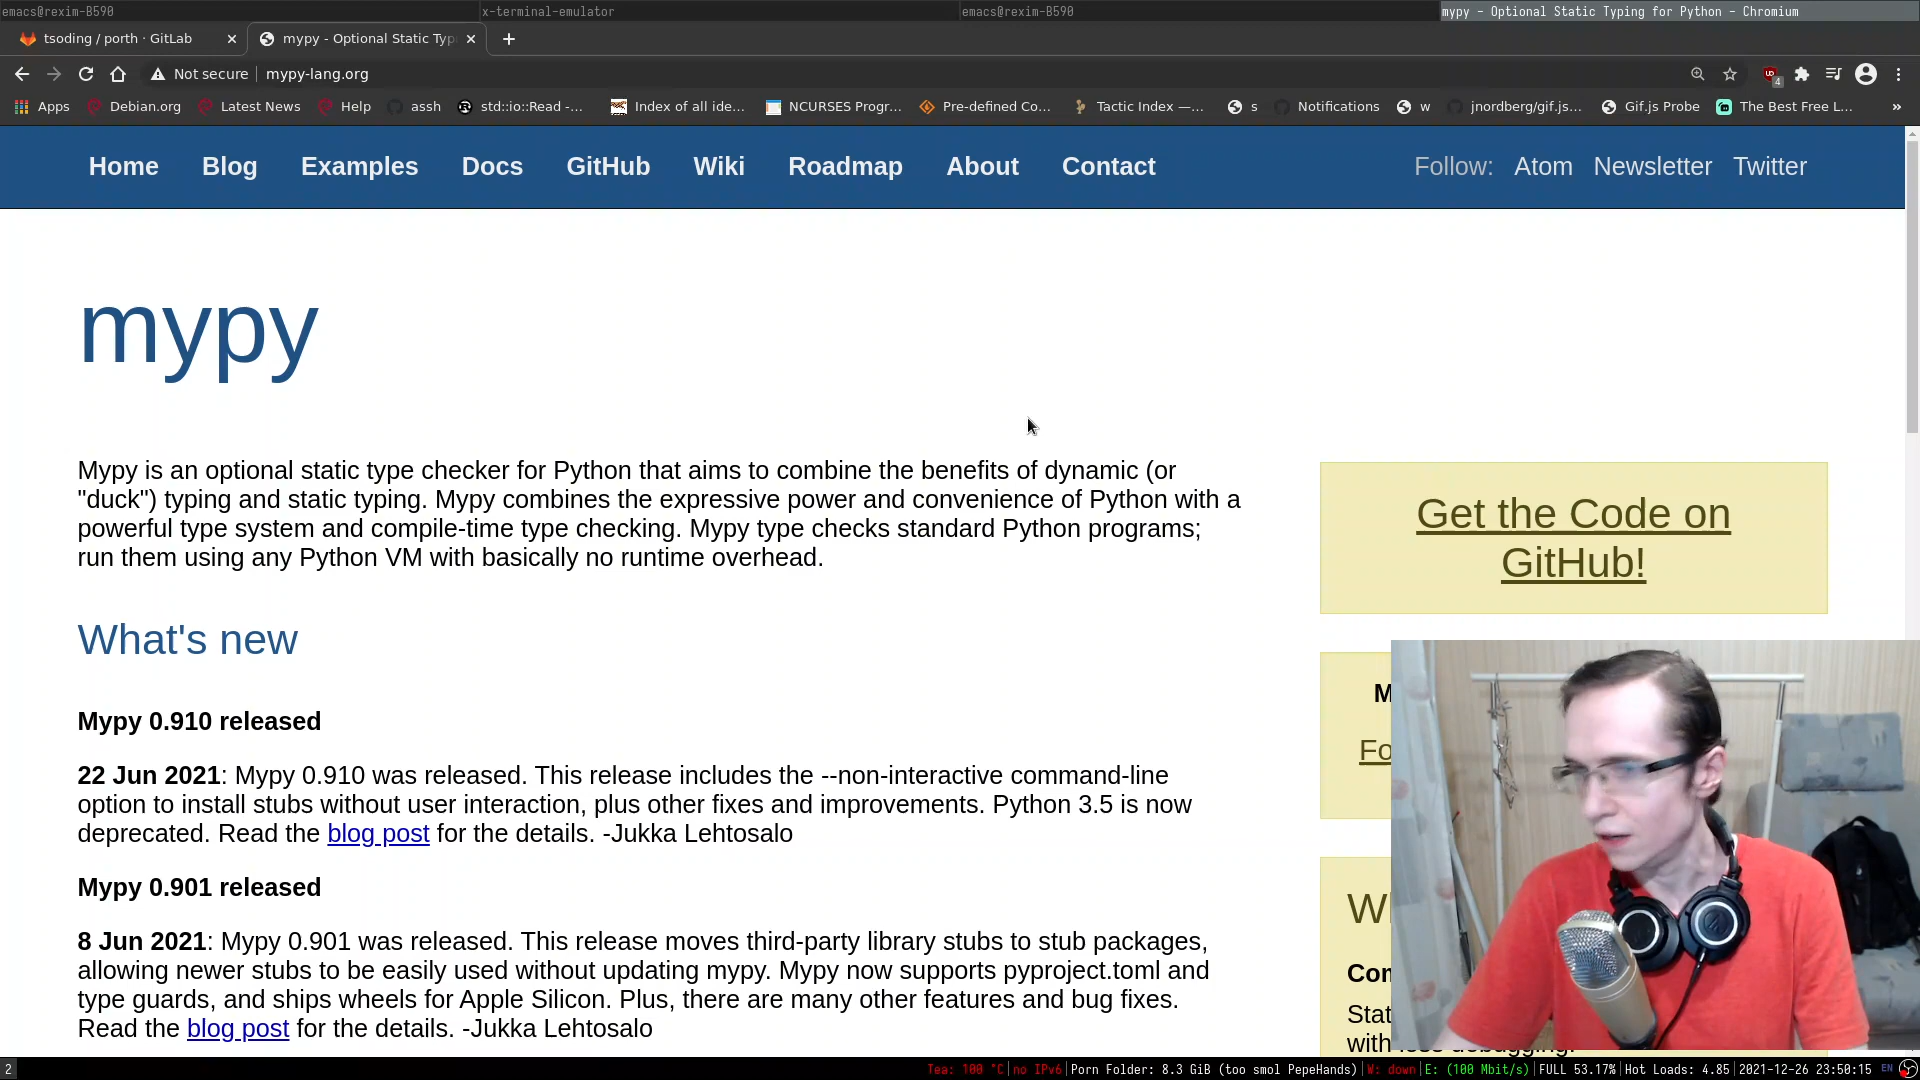 emacs@rexim-B590 x-terminal-emulator emacs@rexim-B590 mypy - Optional Static Typing for Python - Chromium
tsoding / porth · GitLab mypy - Optional Static Typ
Not secure mypy-lang.org
Apps Debian.org Latest News Help assh std::io::Read -... Index of all ide... NCURSES Progr... Pre-defined Co... Tactic Index —... s Notifications w jnordberg/gif.js... Gif.js Probe The Best Free L... »
Home Blog Examples Docs GitHub Wiki Roadmap About Contact Follow: Atom Newsletter Twitter
mypy
Mypy is an optional static type checker for Python that aims to combine the benefits of dynamic (or
"duck") typing and static typing. Mypy combines the expressive power and convenience of Python with a
powerful type system and compile-time type checking. Mypy type checks standard Python programs;
run them using any Python VM with basically no runtime overhead.
What's new
Mypy 0.910 released
22 Jun 2021: Mypy 0.910 was released. This release includes the --non-interactive command-line
option to install stubs without user interaction, plus other fixes and improvements. Python 3.5 is now
deprecated. Read the blog post for the details. -Jukka Lehtosalo
Mypy 0.901 released
8 Jun 2021: Mypy 0.901 was released. This release moves third-party library stubs to stub packages,
allowing newer stubs to be easily used without updating mypy. Mypy now supports pyproject.toml and
type guards, and ships wheels for Apple Silicon. Plus, there are many other features and bug fixes.
Read the blog post for the details. -Jukka Lehtosalo
Get the Code on
GitHub!
M
Fo
Con
Stat
with less debugging.
2 Tea: 100 °C|no IPv6|Porn Folder: 8.3 GiB (too smol PepeHands)|W: down|E: (100 Mbit/s)|FULL 53.17%|Hot Loads: 4.85|2021-12-26 23:50:15 EN